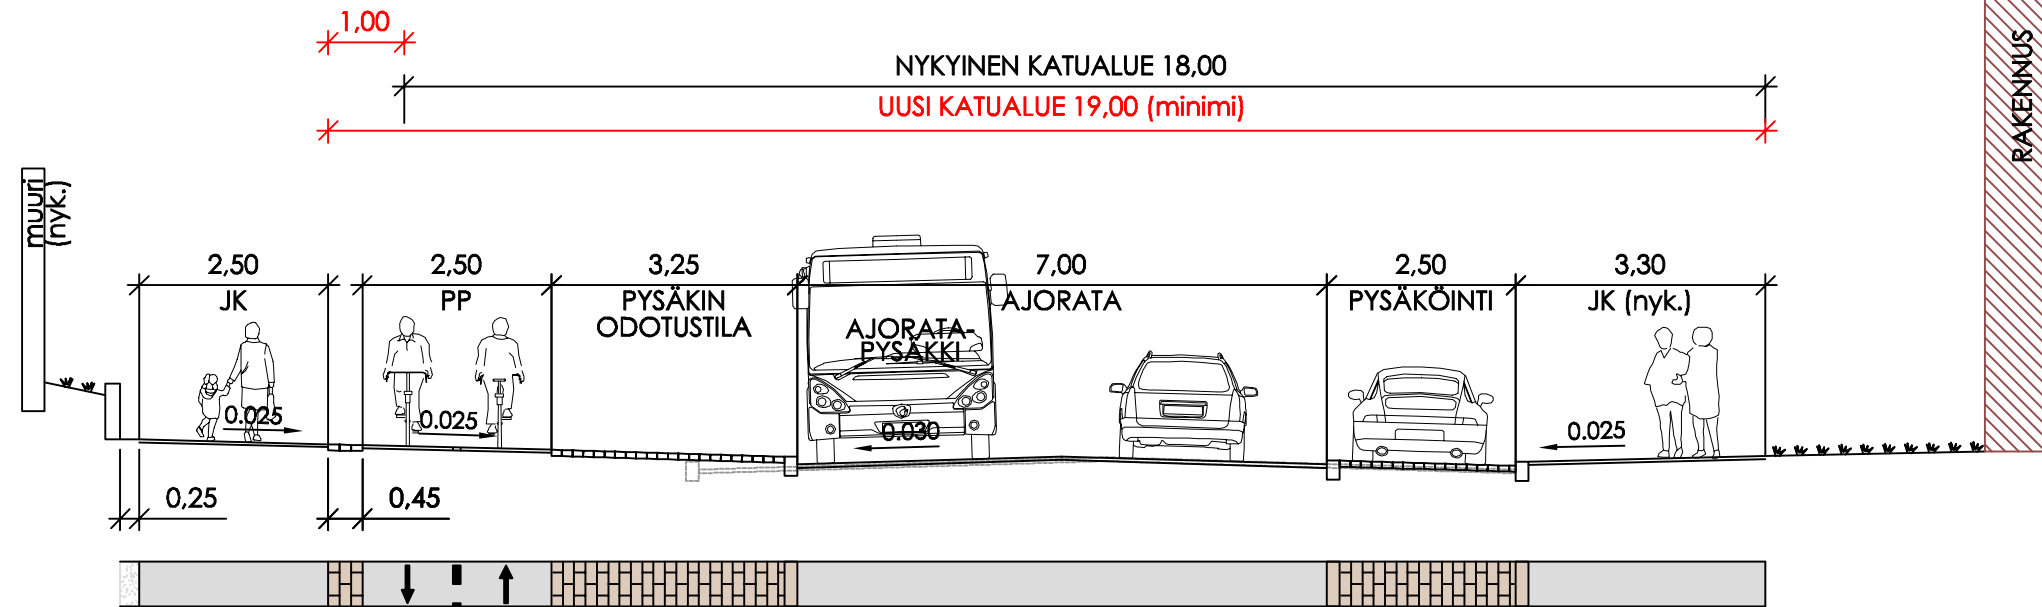 1,00
NYKYINEN KATUALUE 18,00
UUSI KATUALUE 19,00 (minimi)
RAKENNUS
muuri
(nyk.)
2,50
JK
2,50
PP
3,25
PYSÄKIN
ODOTUSTILA
7,00
AJORATA
AJORATA-
PYSÄKKI
2,50
PYSÄKÖINTI
3,30
JK (nyk.)
0.025
0.025
0.030
0.025
0,25
0,45